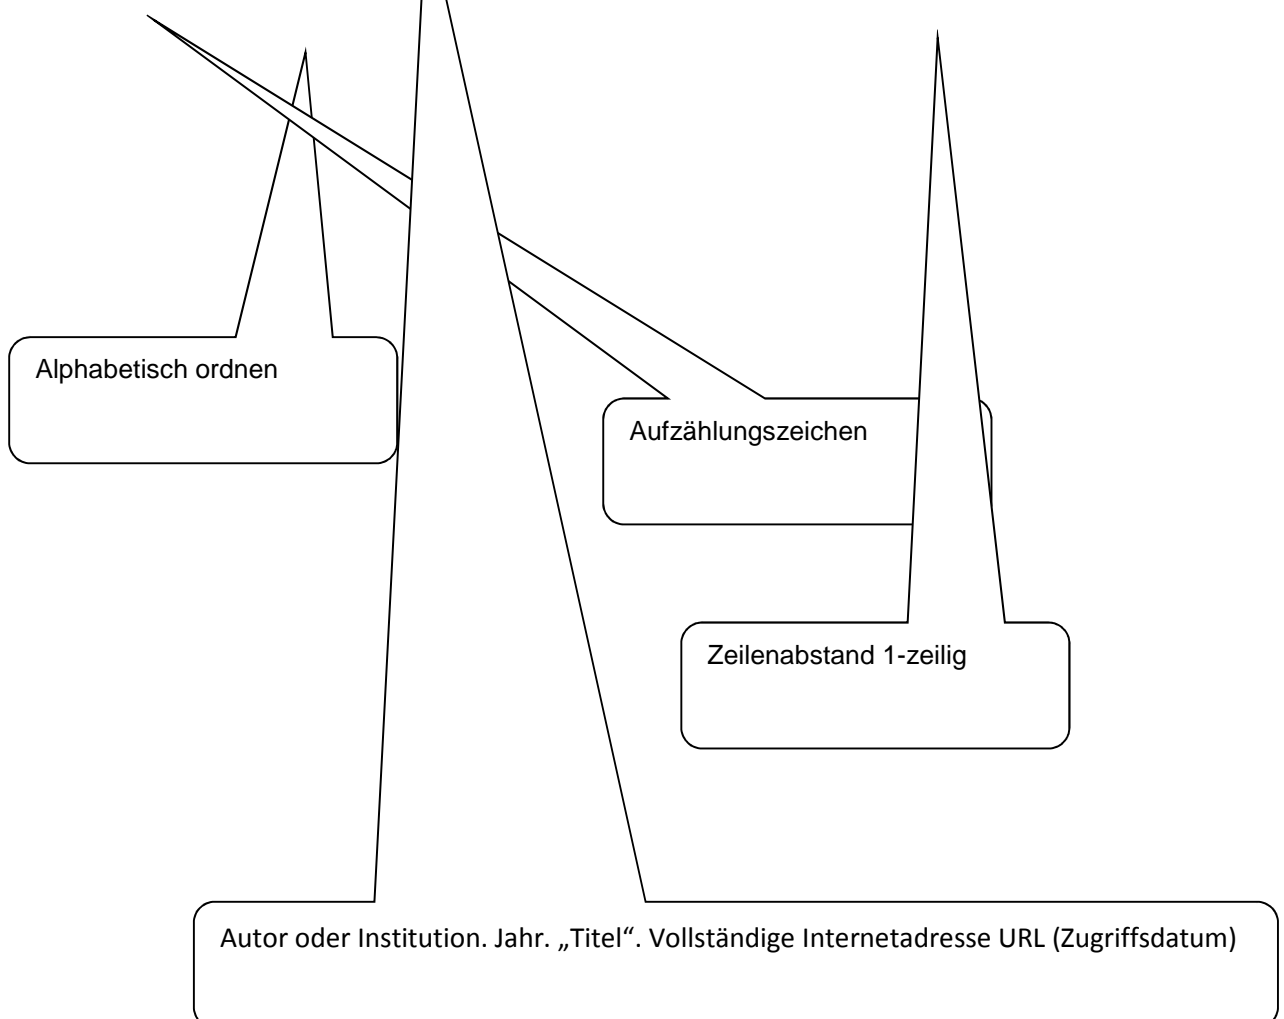 Alphabetisch ordnen
Aufzählungszeichen
Zeilenabstand 1-zeilig
Autor oder Institution. Jahr. „Titel“. Vollständige Internetadresse URL (Zugriffsdatum)